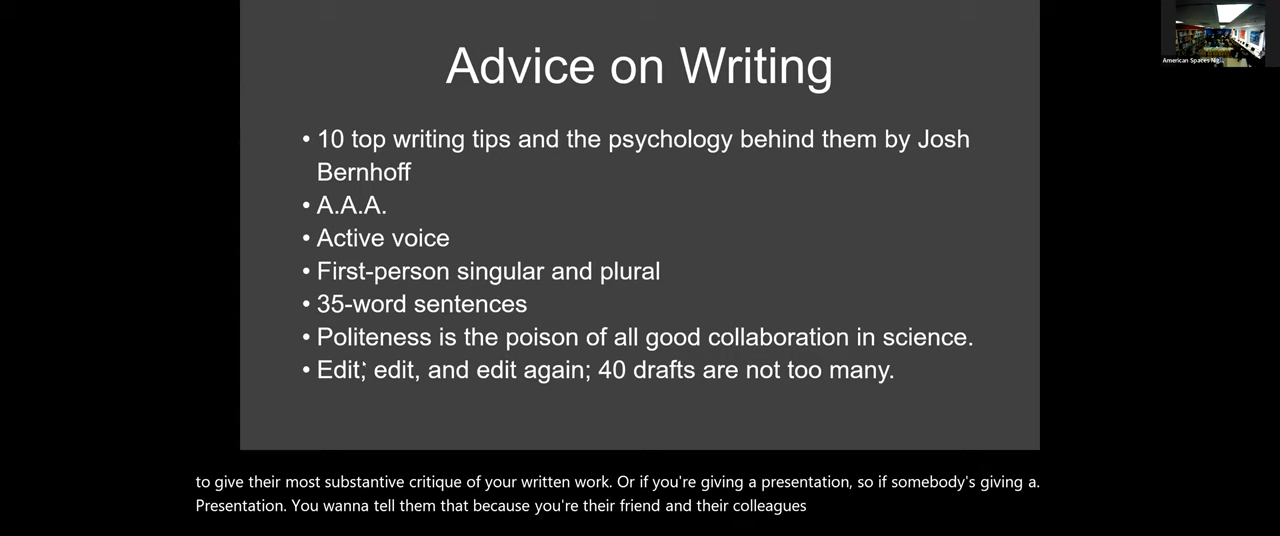 Advice on Writing
• 10 top writing tips and the psychology behind them by Josh
Bernhoff
• A.A.A.
• Active voice
• First-person singular and plural
• 35-word sentences
• Politeness is the poison of all good collaboration in science.
• Edit, edit, and edit again; 40 drafts are not too many.
American Spaces
to give their most substantive critique of your written work. Or if you're giving a presentation, so if somebody's giving a.
Presentation. You wanna tell them that because you're their friend and their colleagues